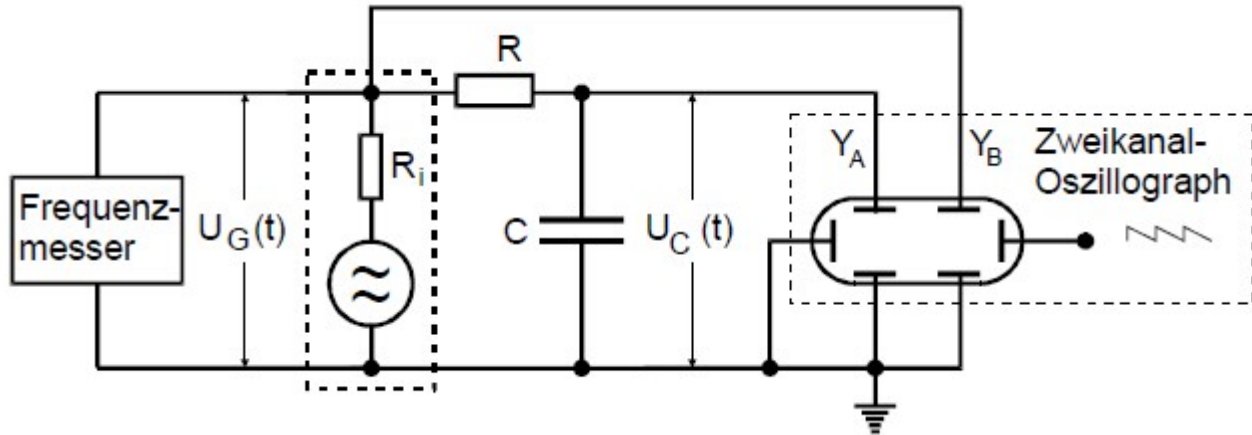 R
Y_A
Y_B
Zweikanal-
Oszillograph
R_i
Frequenz-
messer
U_G(t)
C
U_C (t)